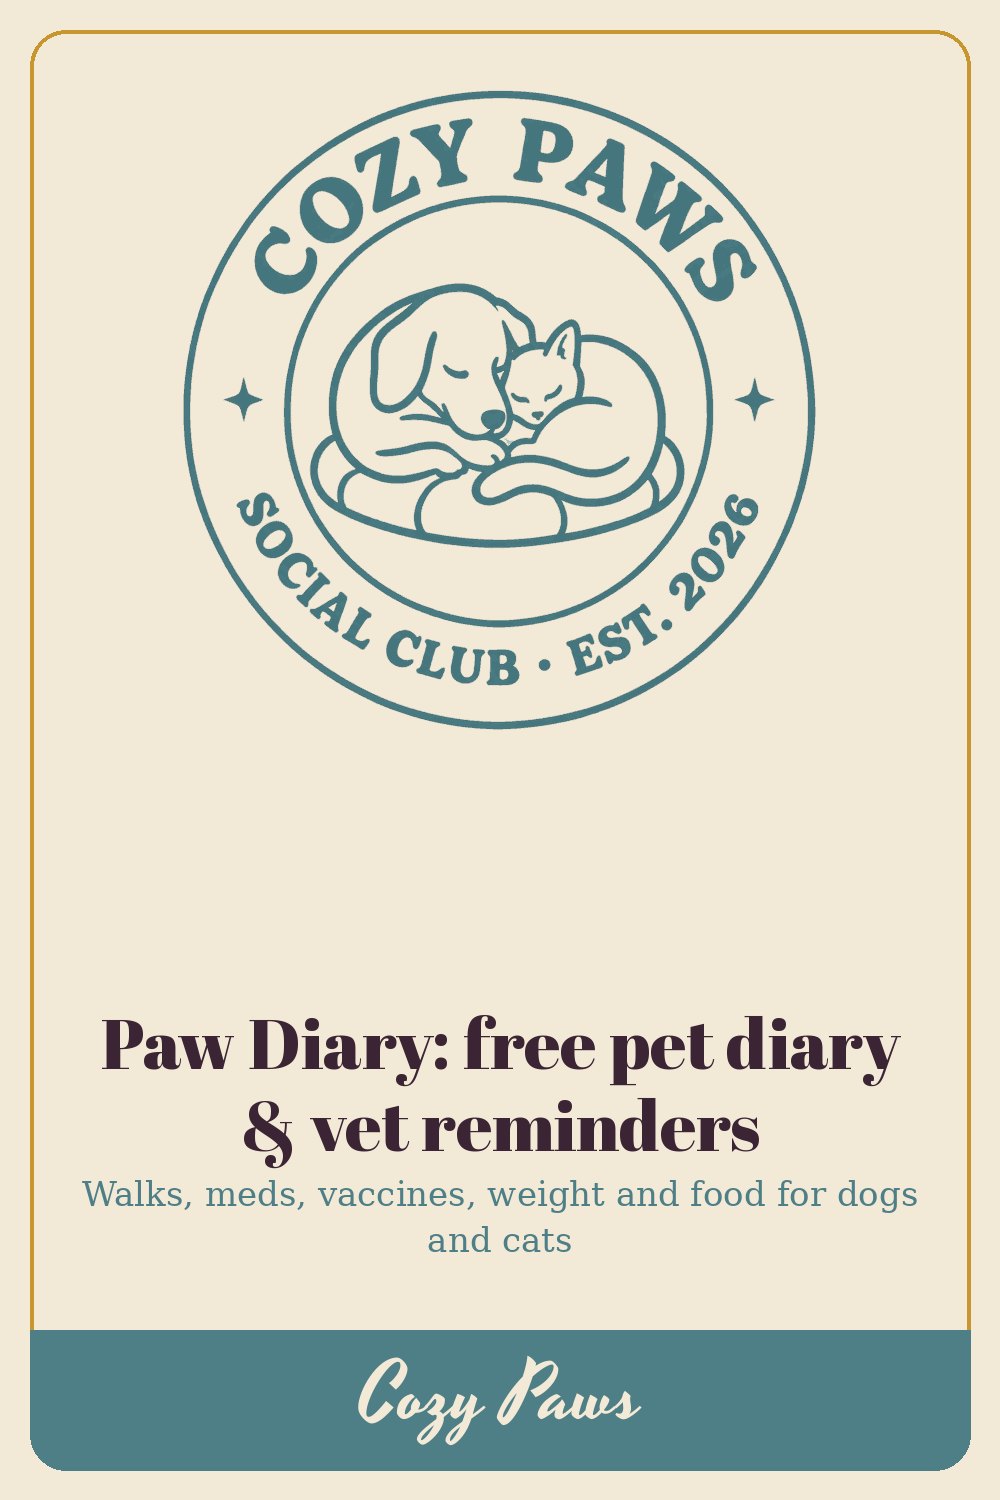 COZY PAWS
SOCIAL CLUB · EST. 2026
Paw Diary: free pet diary
& vet reminders
Walks, meds, vaccines, weight and food for dogs
and cats
Cozy Paws